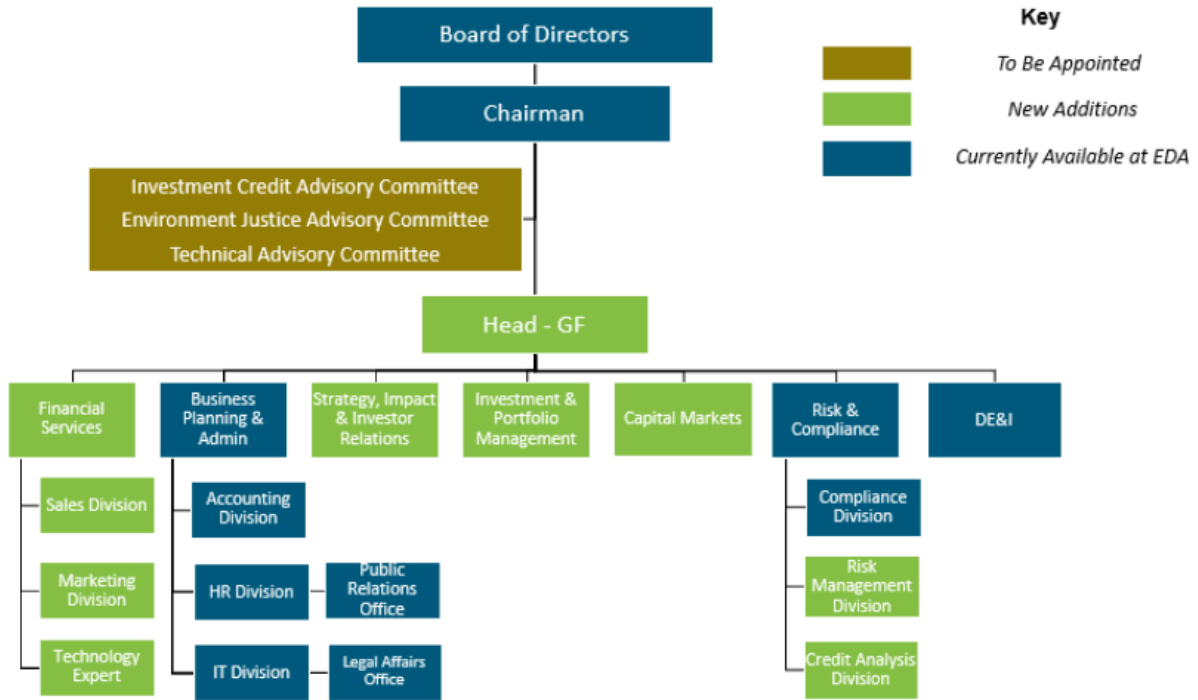 Board of Directors
Chairman
Key
To Be Appointed
New Additions
Currently Available at EDA
Investment Credit Advisory Committee
Environment Justice Advisory Committee
Technical Advisory Committee
Head - GF
Financial
Services
Business
Planning &
Admin
Strategy, Impact
& Investor
Relations
Investment &
Portfolio
Management
Capital Markets
Risk &
Compliance
DE&I
Sales Division
Marketing
Division
Technology
Expert
Accounting
Division
HR Division
Public
Relations
Office
IT Division
Legal Affairs
Office
Compliance
Division
Risk
Management
Division
Credit Analysis
Division